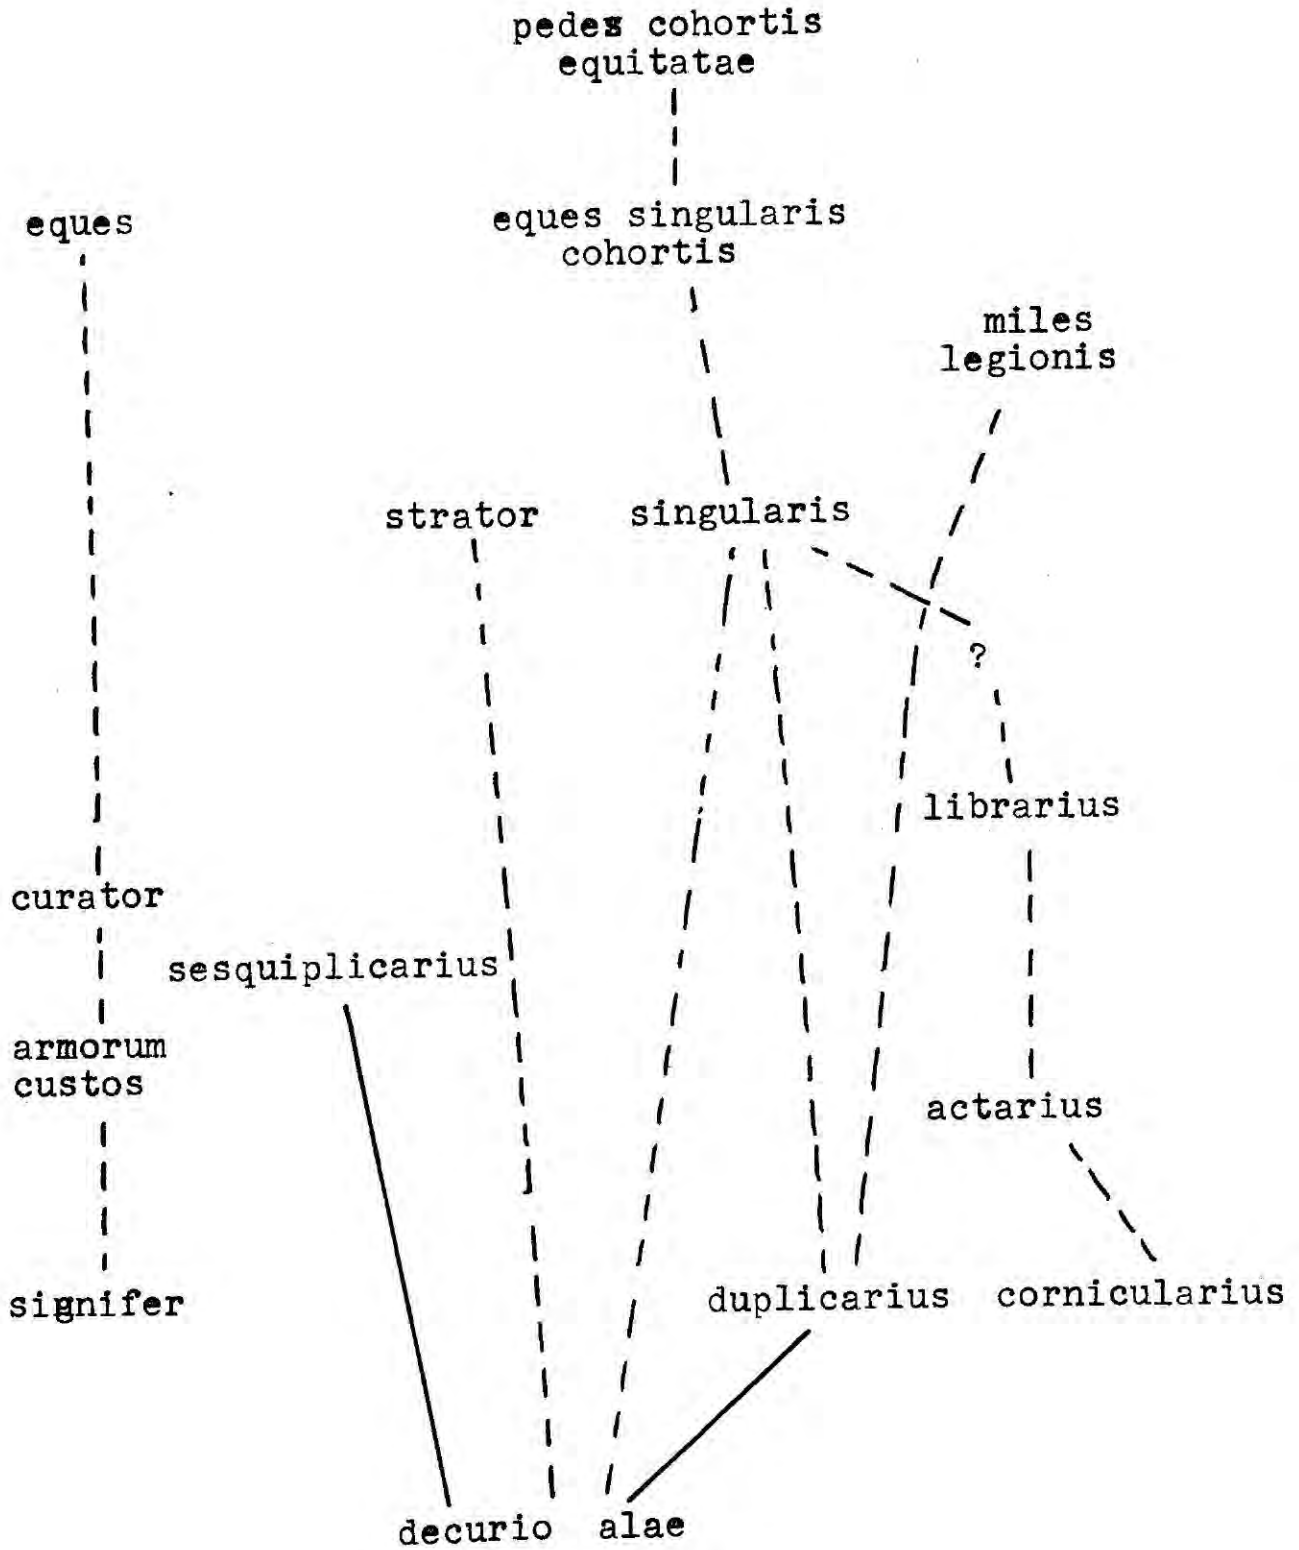 pedes cohortis
equitatae
eques
eques singularis
cohortis
miles
legionis
strator
singularis
?
librarius
curator
sesquiplicarius
armorum
custos
actarius
signifer
duplicarius
cornicularius
decurio alae